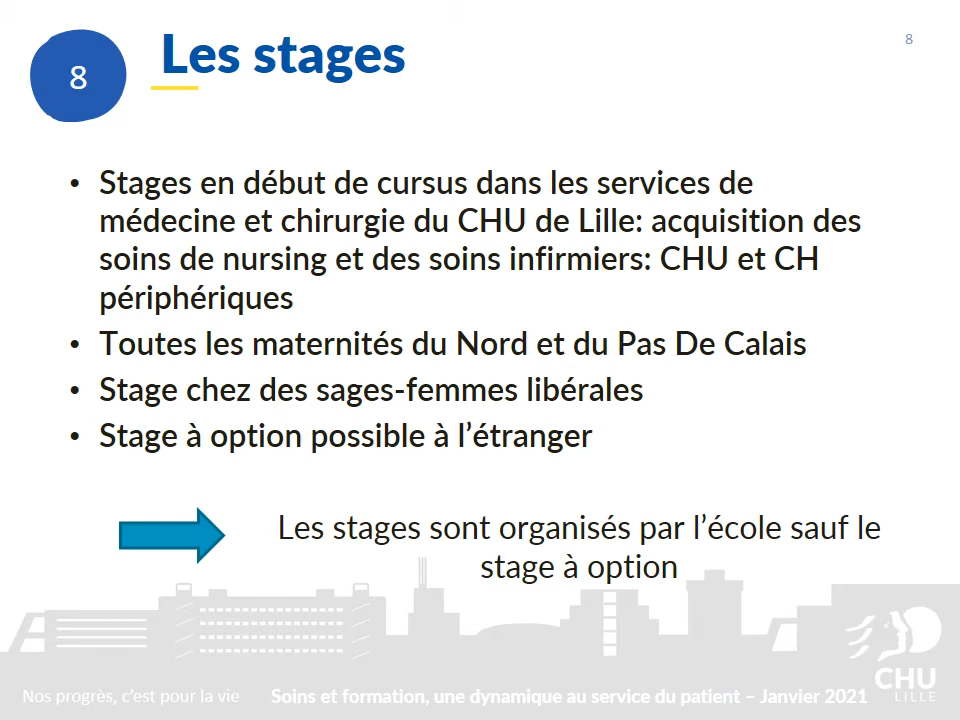 8
Les stages
8
• Stages en début de cursus dans les services de
médecine et chirurgie du CHU de Lille: acquisition des
soins de nursing et des soins infirmiers: CHU et CH
périphériques
• Toutes les maternités du Nord et du Pas De Calais
• Stage chez des sages-femmes libérales
• Stage à option possible à l’étranger
Les stages sont organisés par l’école sauf le
stage à option
Nos progrès, c'est pour la vie
Soins et formation, une dynamique au service du patient – Janvier 2021
CHU
LILLE